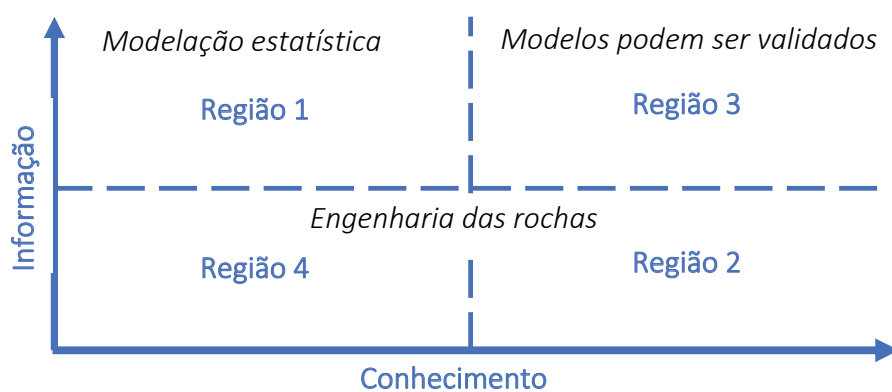 Modelação estatística
Modelos podem ser validados
Região 1
Região 3
Informação
Engenharia das rochas
Região 4
Região 2
Conhecimento